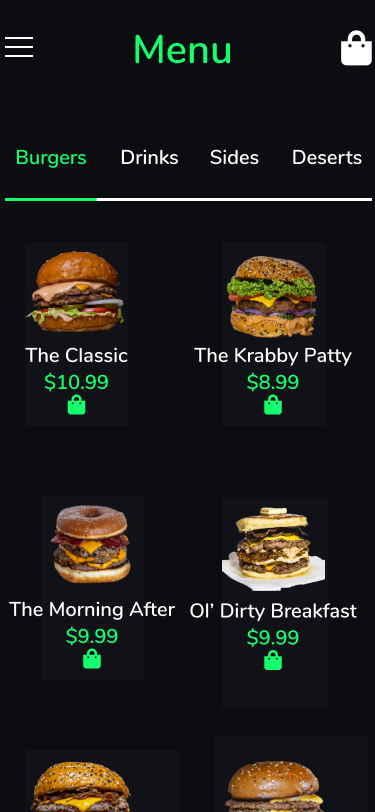 Menu
Burgers Drinks Sides Deserts
The Classic
$10.99
The Krabby Patty
$8.99
The Morning After
$9.99
Ol’ Dirty Breakfast
$9.99